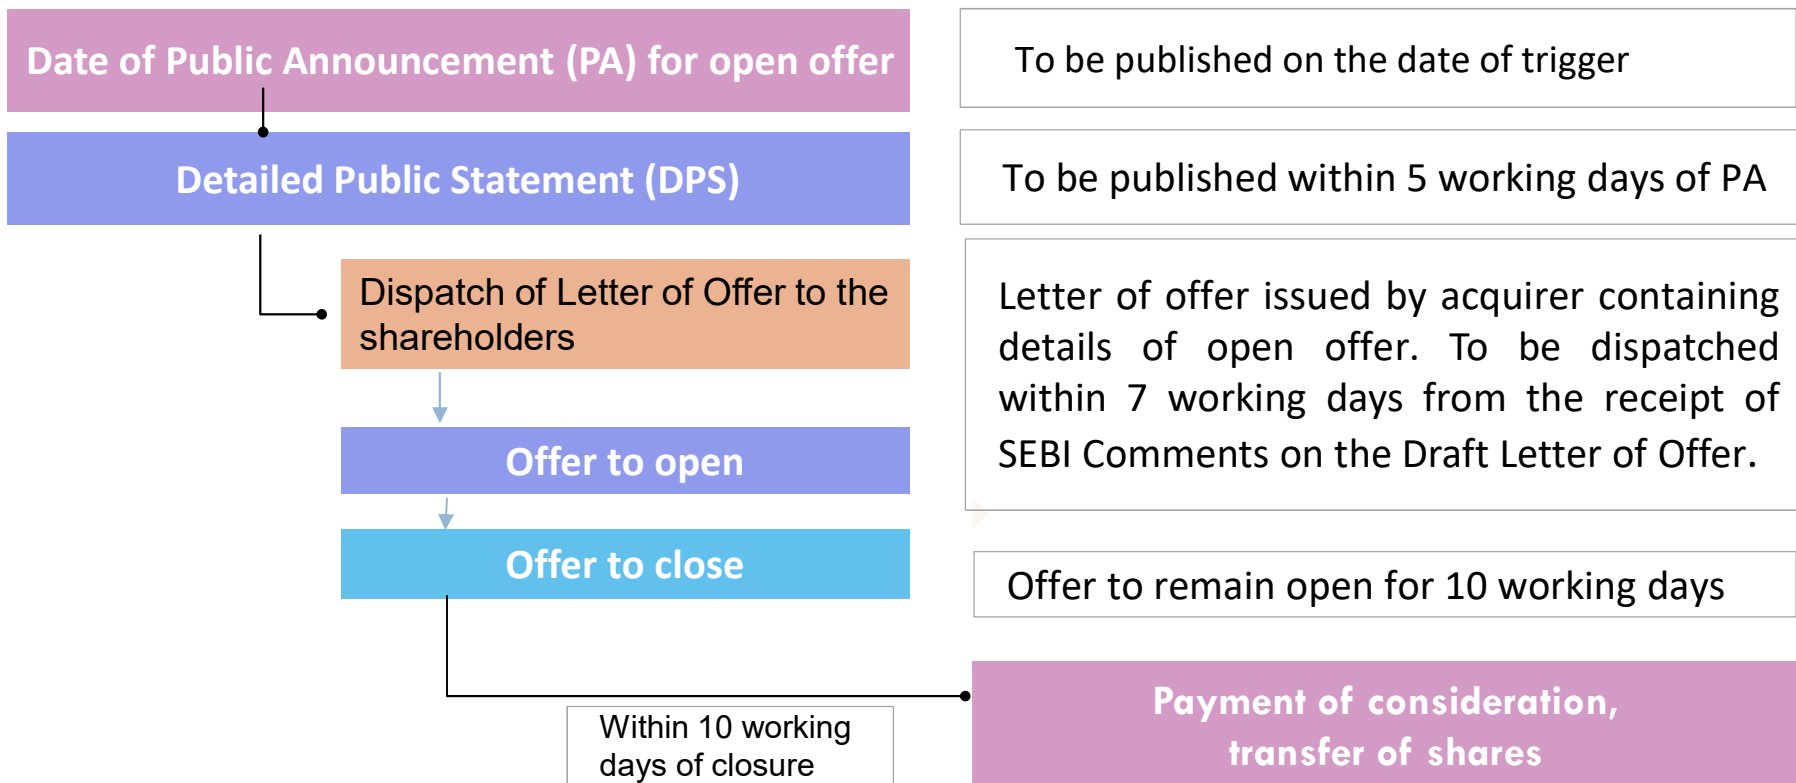 Date of Public Announcement (PA) for open offer
To be published on the date of trigger
Detailed Public Statement (DPS)
To be published within 5 working days of PA
Dispatch of Letter of Offer to the
shareholders
Letter of offer issued by acquirer containing
details of open offer. To be dispatched
within 7 working days from the receipt of
SEBI Comments on the Draft Letter of Offer.
Offer to open
Offer to close
Offer to remain open for 10 working days
Within 10 working
days of closure
Payment of consideration,
transfer of shares